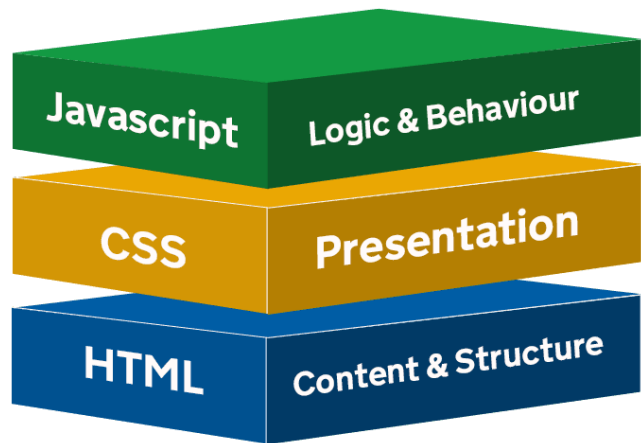 Javascript
Logic & Behaviour
CSS
Presentation
HTML
Content & Structure